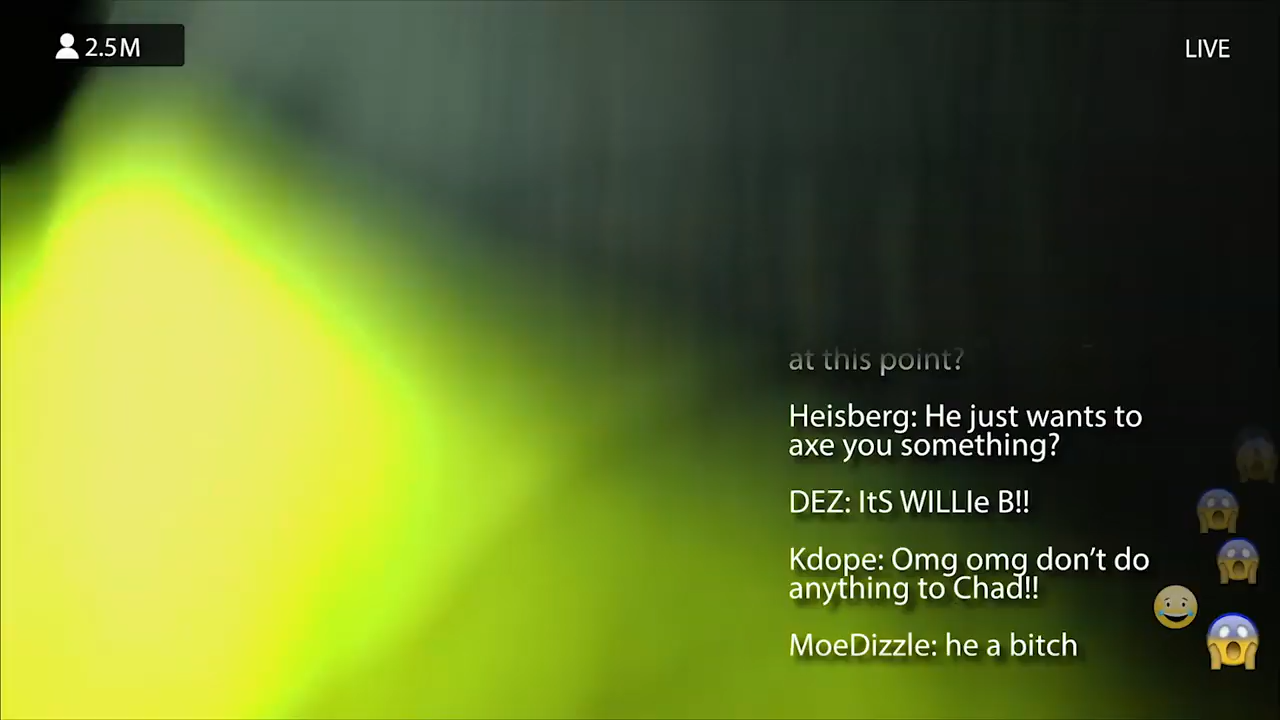 2.5M
LIVE
at this point?
Heisberg: He just wants to
axe you something?
DEZ: ItS WILLIe B!!
Kdope: Omg omg don't do
anything to Chad!!
MoeDizzle: he a bitch